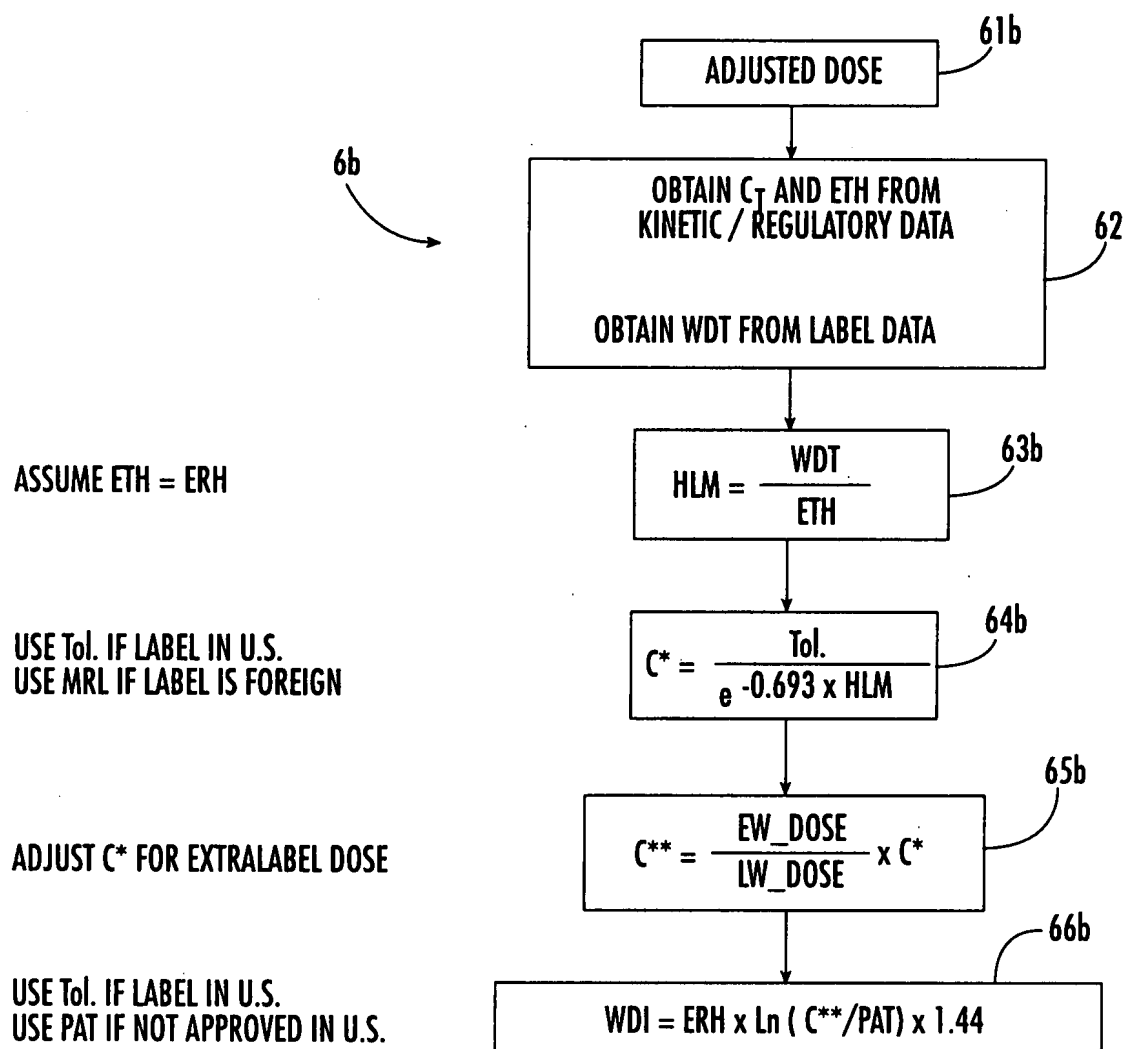 61b
ADJUSTED DOSE
6b
OBTAIN C_T AND ETH FROM
KINETIC / REGULATORY DATA
62
OBTAIN WDT FROM LABEL DATA
ASSUME ETH = ERH
63b
HLM = WDT / ETH
USE Tol. IF LABEL IN U.S.
USE MRL IF LABEL IS FOREIGN
64b
C* = Tol. / e -0.693 x HLM
ADJUST C* FOR EXTRALABEL DOSE
65b
C** = EW_DOSE / LW_DOSE x C*
66b
USE Tol. IF LABEL IN U.S.
USE PAT IF NOT APPROVED IN U.S.
WDI = ERH x Ln ( C**/PAT) x 1.44